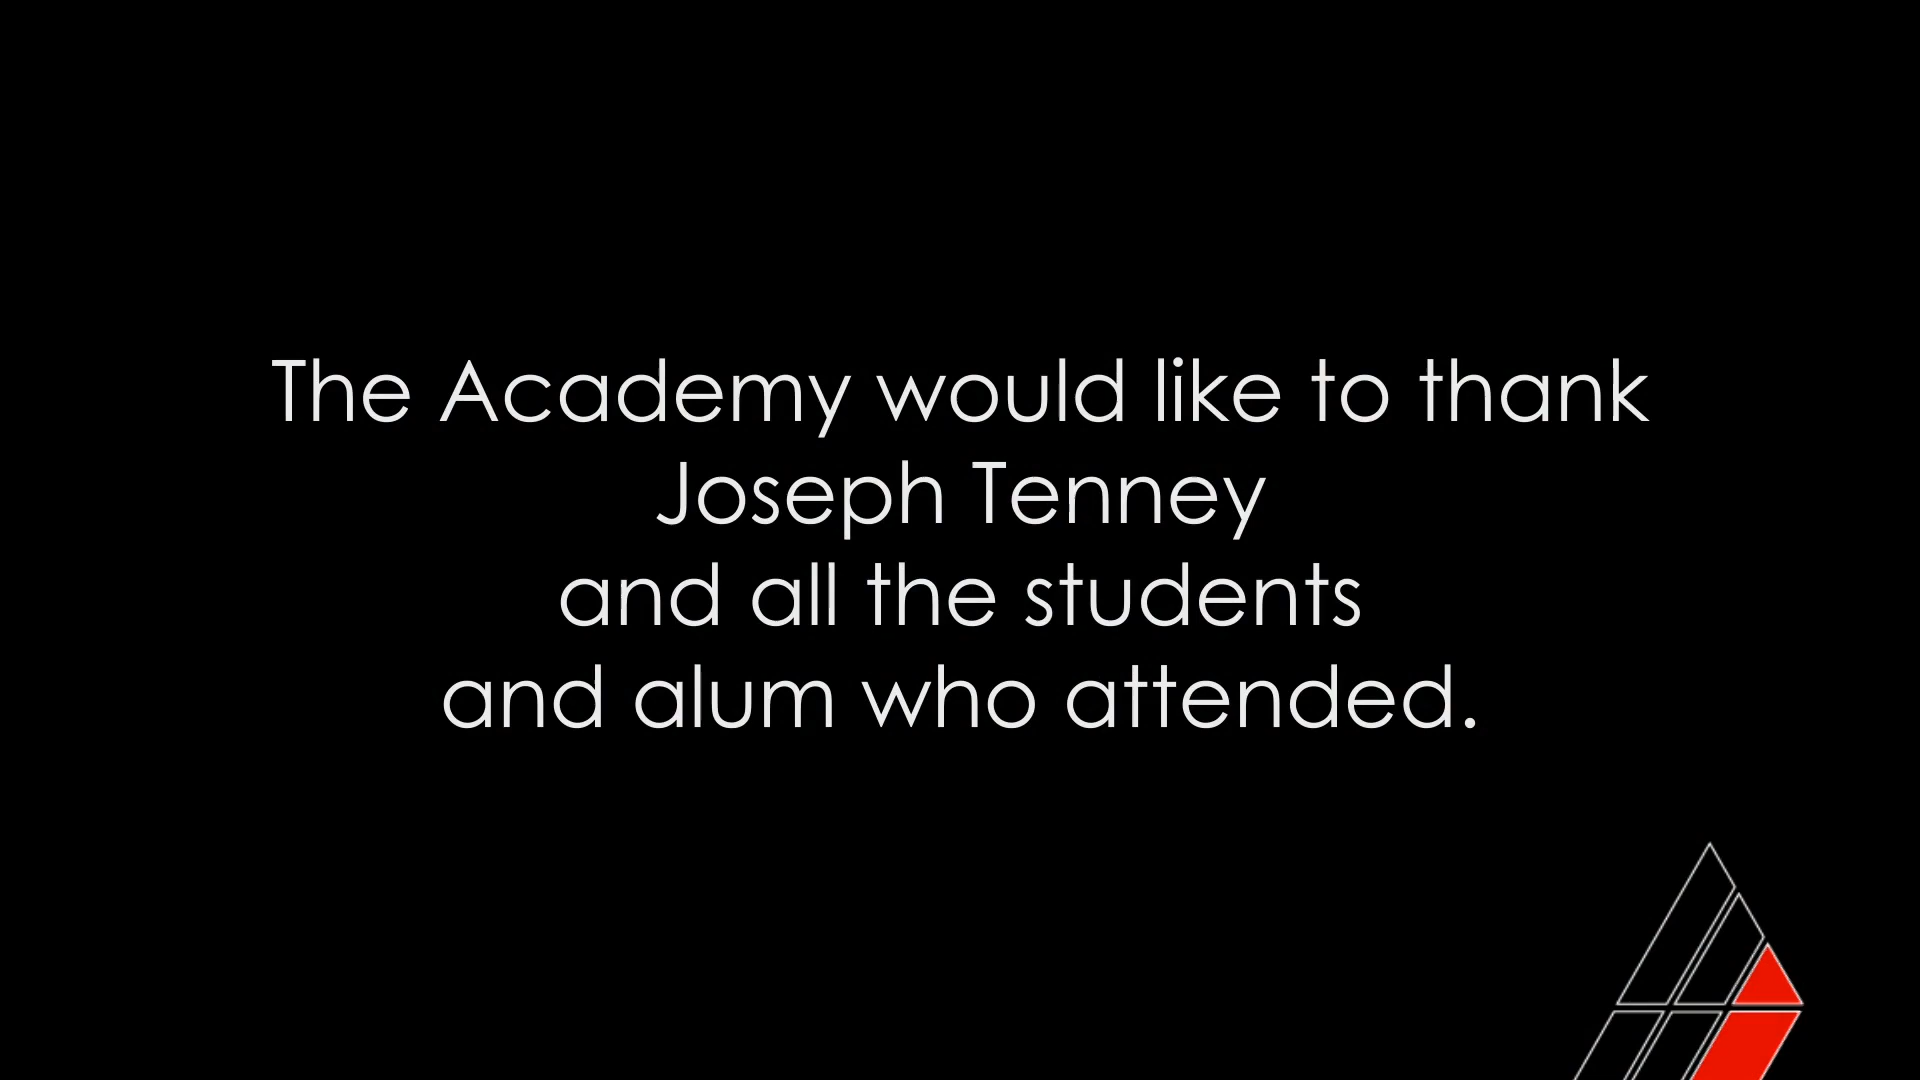 The Academy would like to thank
Joseph Tenney
and all the students
and alum who attended.